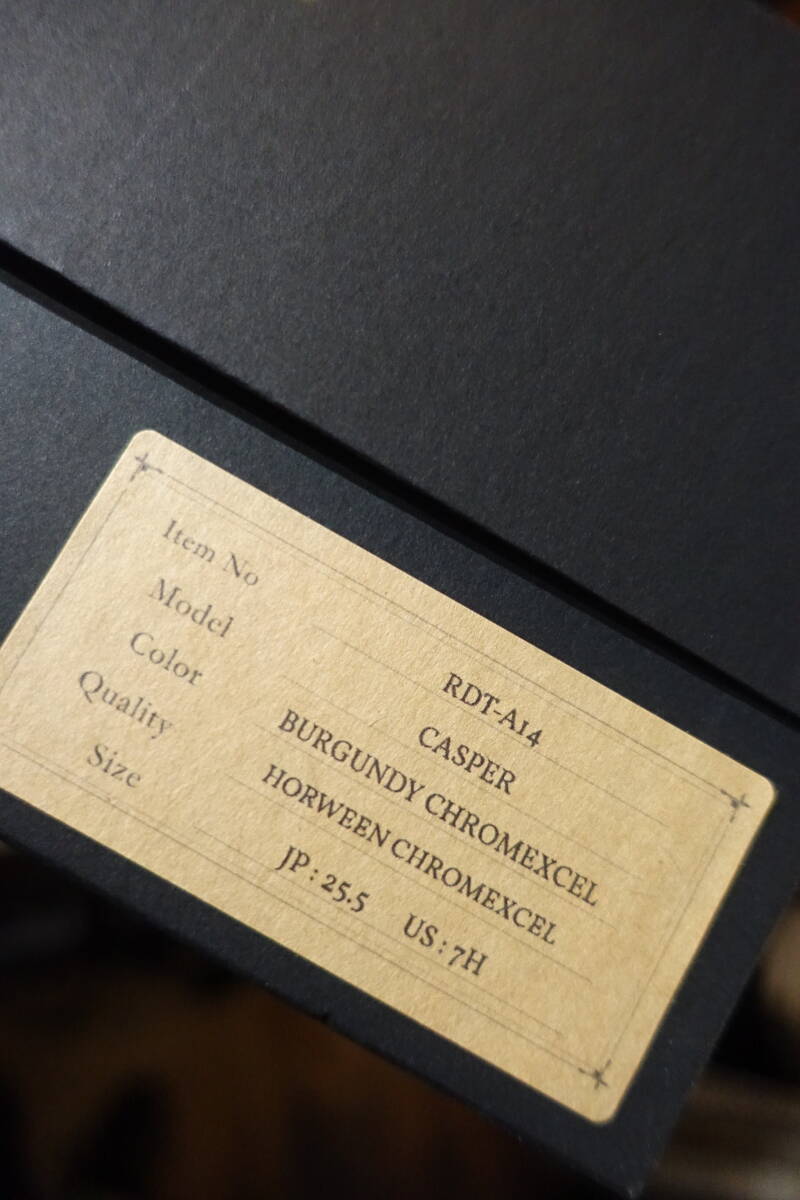 Item No RDT-A14
Model CASPER
Color BURGUNDY CHROMEXCEL
Quality HORWEEN CHROMEXCEL
Size JP : 25.5 US : 7H